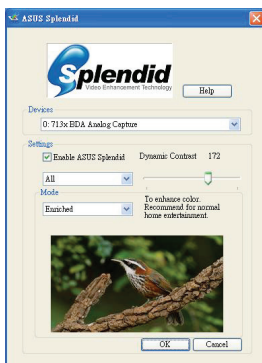 ASUS Splendid
Splendid
Video Enhancement Technology
Help
Devices
0: 713x BDA Analog Capture
Settings
Enable ASUS Splendid
Dynamic Contrast 172
All
Mode
Enriched
To enhance color.
Recommend for normal
home entertainment.
OK
Cancel